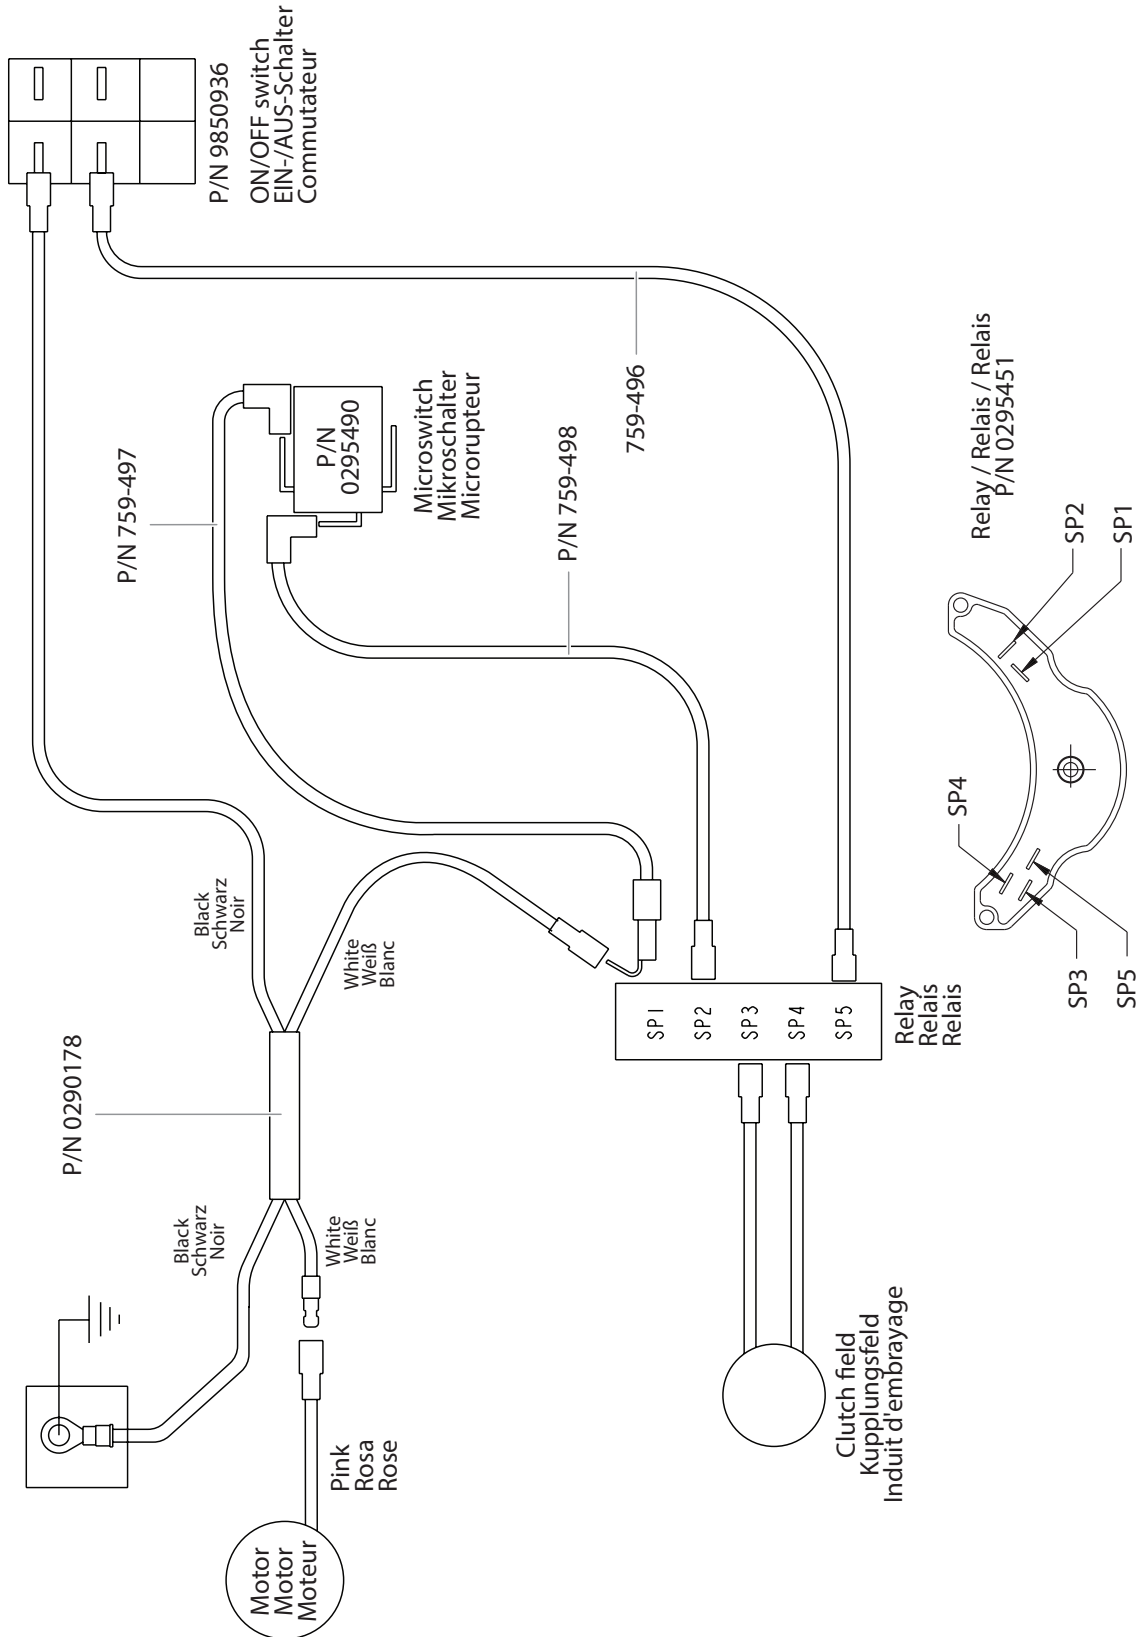 P/N 0290178
P/N 759-497
Black
Schwarz
Noir
Black
Schwarz
Noir
P/N 9850936
ON/OFF switch
EIN-/AUS-Schalter
Commutateur
White
Weiß
Blanc
White
Weiß
Blanc
P/N
0295490
Microswitch
Mikroschalter
Microrupteur
Motor
Motor
Moteur
Pink
Rosa
Rose
P/N 759-498
759-496
SP1
SP2
SP3
SP4
SP5
Relay
Relais
Relais
Clutch field
Kupplungsfeld
Induit d'embrayage
Relay / Relais / Relais
P/N 0295451
SP4
SP2
SP3
SP1
SP5